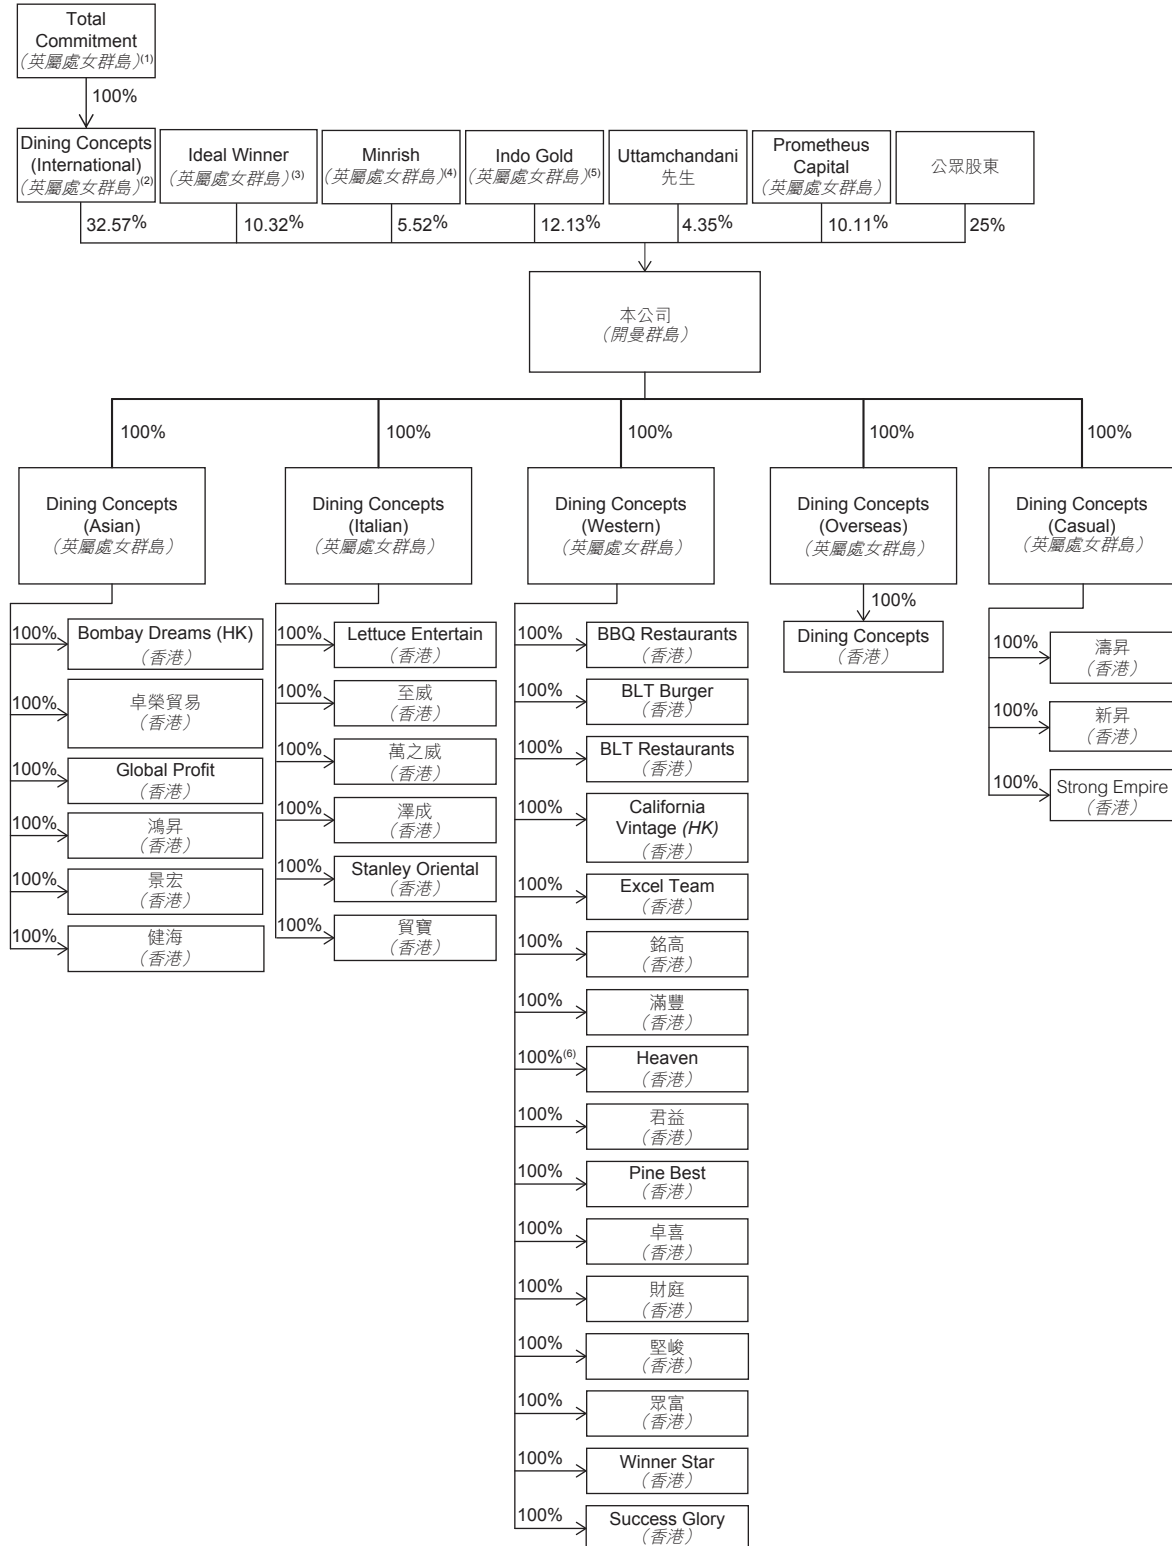 Total
Commitment
（英屬處女群島）(1)
100%
Dining Concepts
(International)
（英屬處女群島）(2)
Ideal Winner
（英屬處女群島）(3)
Minrish
（英屬處女群島）(4)
Indo Gold
（英屬處女群島）(5)
Uttamchandani
先生
Prometheus
Capital
（英屬處女群島）
公眾股東
32.57%
10.32%
5.52%
12.13%
4.35%
10.11%
25%
本公司
（開曼群島）
100%
100%
100%
100%
100%
Dining Concepts
(Asian)
（英屬處女群島）
Dining Concepts
(Italian)
（英屬處女群島）
Dining Concepts
(Western)
（英屬處女群島）
Dining Concepts
(Overseas)
（英屬處女群島）
Dining Concepts
(Casual)
（英屬處女群島）
100%
Bombay Dreams (HK)
（香港）
100%
卓榮貿易
（香港）
100%
Global Profit
（香港）
100%
鴻昇
（香港）
100%
景宏
（香港）
100%
健海
（香港）
100%
Lettuce Entertain
（香港）
100%
至威
（香港）
100%
萬之威
（香港）
100%
澤成
（香港）
100%
Stanley Oriental
（香港）
100%
貿寶
（香港）
100%
BBQ Restaurants
（香港）
100%
BLT Burger
（香港）
100%
BLT Restaurants
（香港）
100%
California
Vintage (HK)
（香港）
100%
Excel Team
（香港）
100%
銘高
（香港）
100%
滿豐
（香港）
100%(6)
Heaven
（香港）
100%
君益
（香港）
100%
Pine Best
（香港）
100%
卓喜
（香港）
100%
財庭
（香港）
100%
堅峻
（香港）
100%
眾富
（香港）
100%
Winner Star
（香港）
100%
Success Glory
（香港）
100%
Dining Concepts
（香港）
100%
濤昇
（香港）
100%
新昇
（香港）
100%
Strong Empire
（香港）